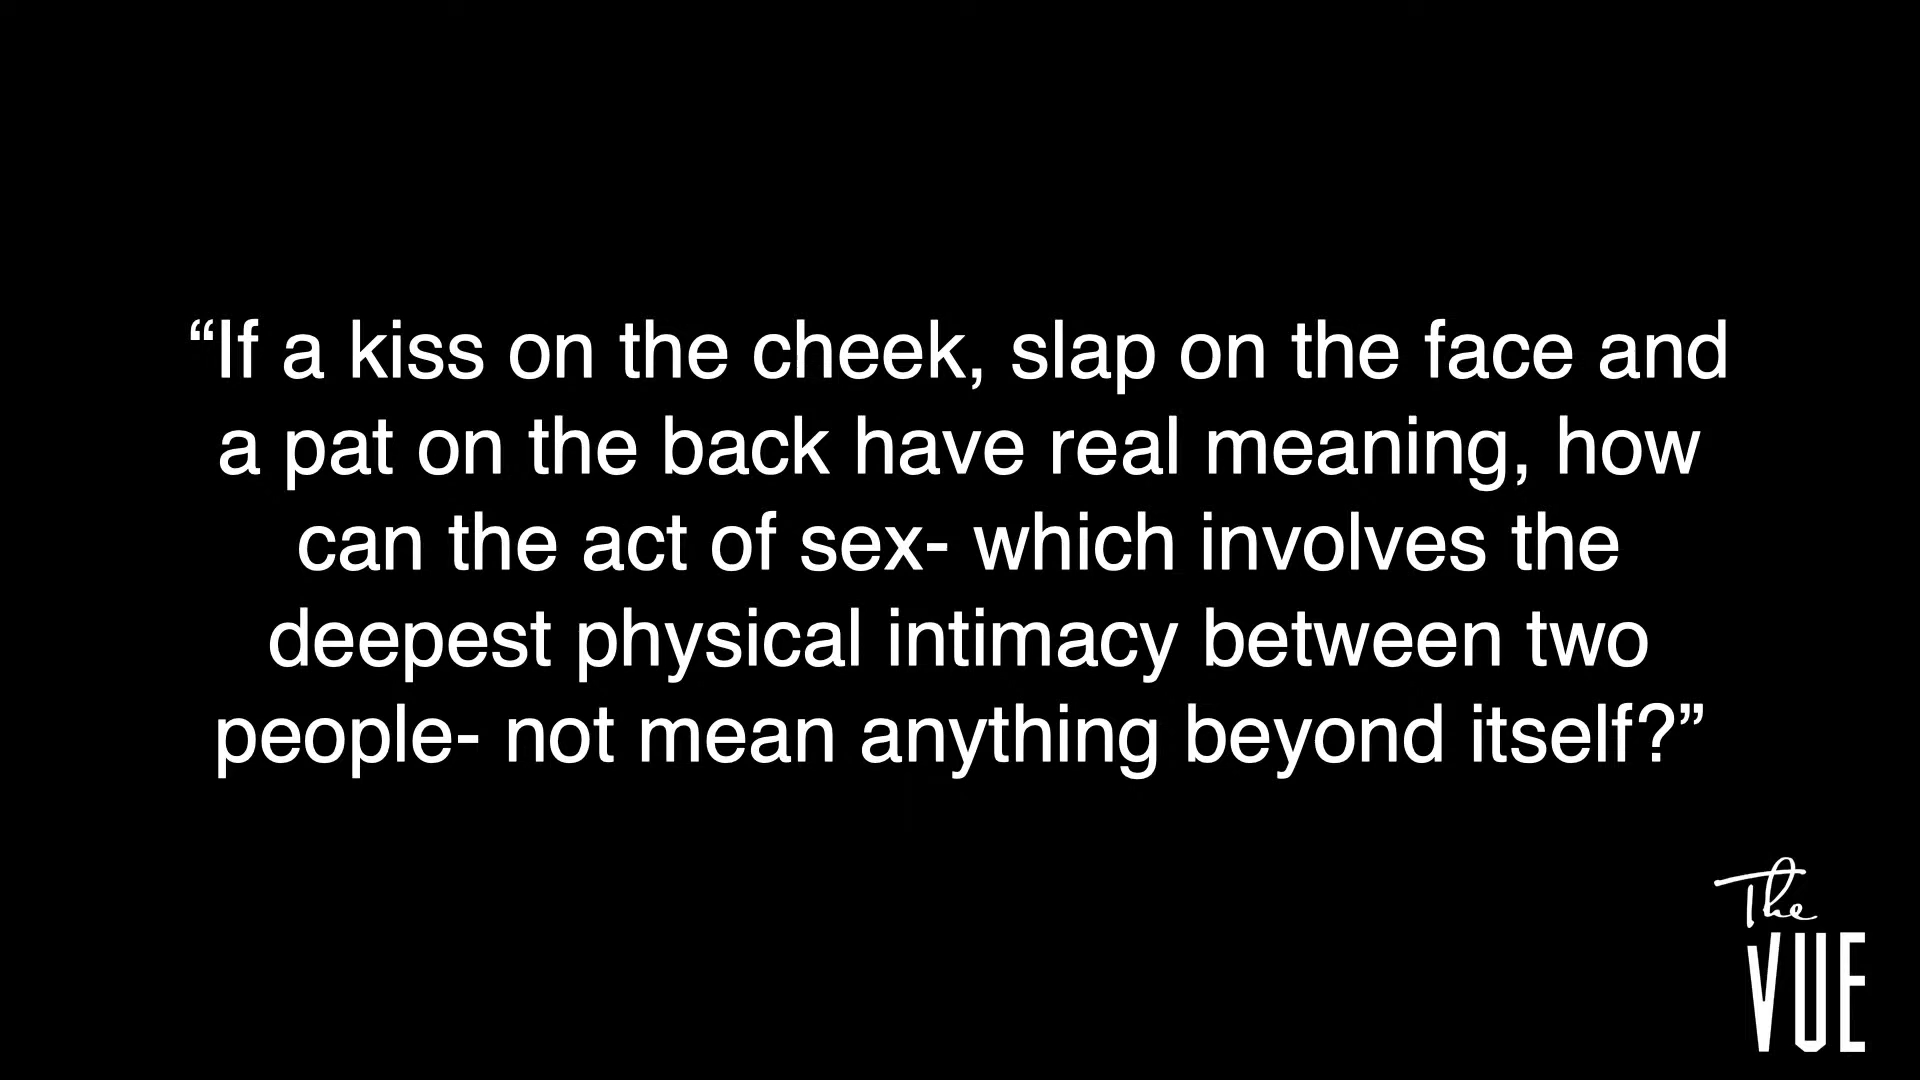 “If a kiss on the cheek, slap on the face and
a pat on the back have real meaning, how
can the act of sex- which involves the
deepest physical intimacy between two
people- not mean anything beyond itself?”
The
VUE